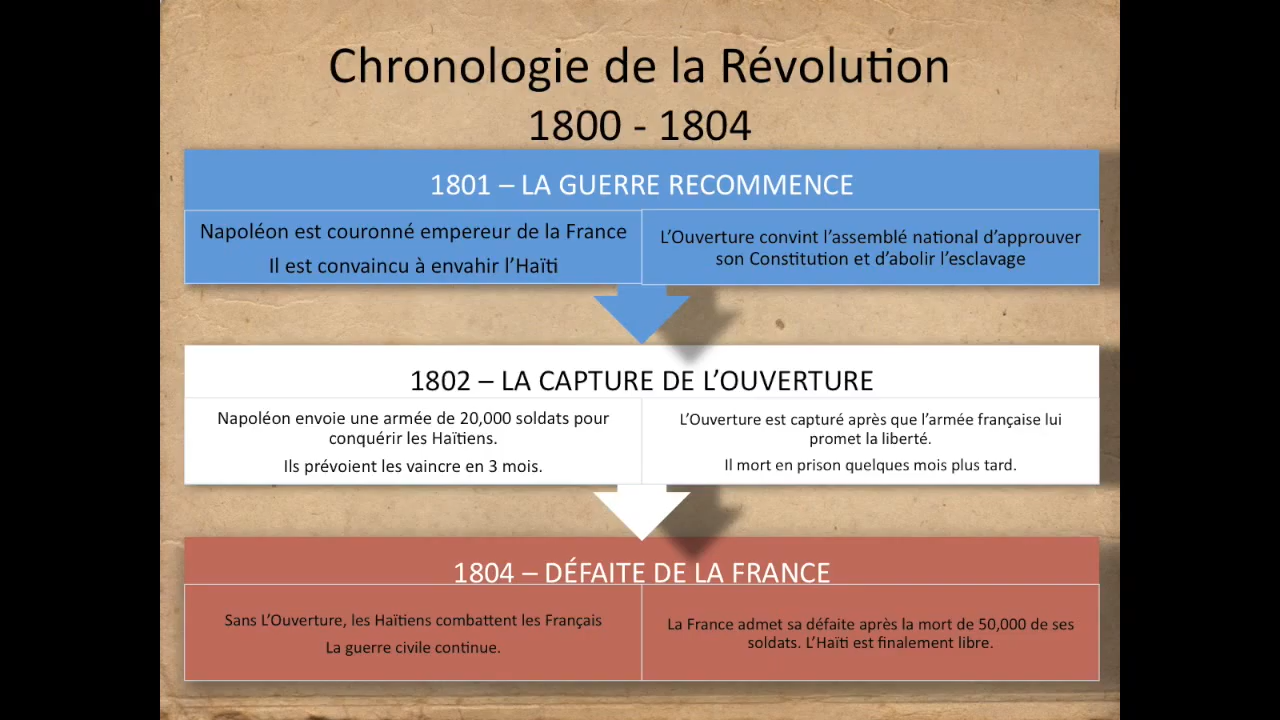 Chronologie de la Révolution
1800 - 1804
1801 – LA GUERRE RECOMMENCE
Napoléon est couronné empereur de la France
Il est convaincu à envahir l’Haïti
L’Ouverture convint l’assemblé national d’approuver
son Constitution et d’abolir l’esclavage
1802 – LA CAPTURE DE L’OUVERTURE
Napoléon envoie une armée de 20,000 soldats pour
conquérir les Haïtiens.
Ils prévoient les vaincre en 3 mois.
L’Ouverture est capturé après que l’armée française lui
promet la liberté.
Il mort en prison quelques mois plus tard.
1804 – DÉFAITE DE LA FRANCE
Sans L’Ouverture, les Haïtiens combattent les Français
La guerre civile continue.
La France admet sa défaite après la mort de 50,000 de ses
soldats. L’Haïti est finalement libre.